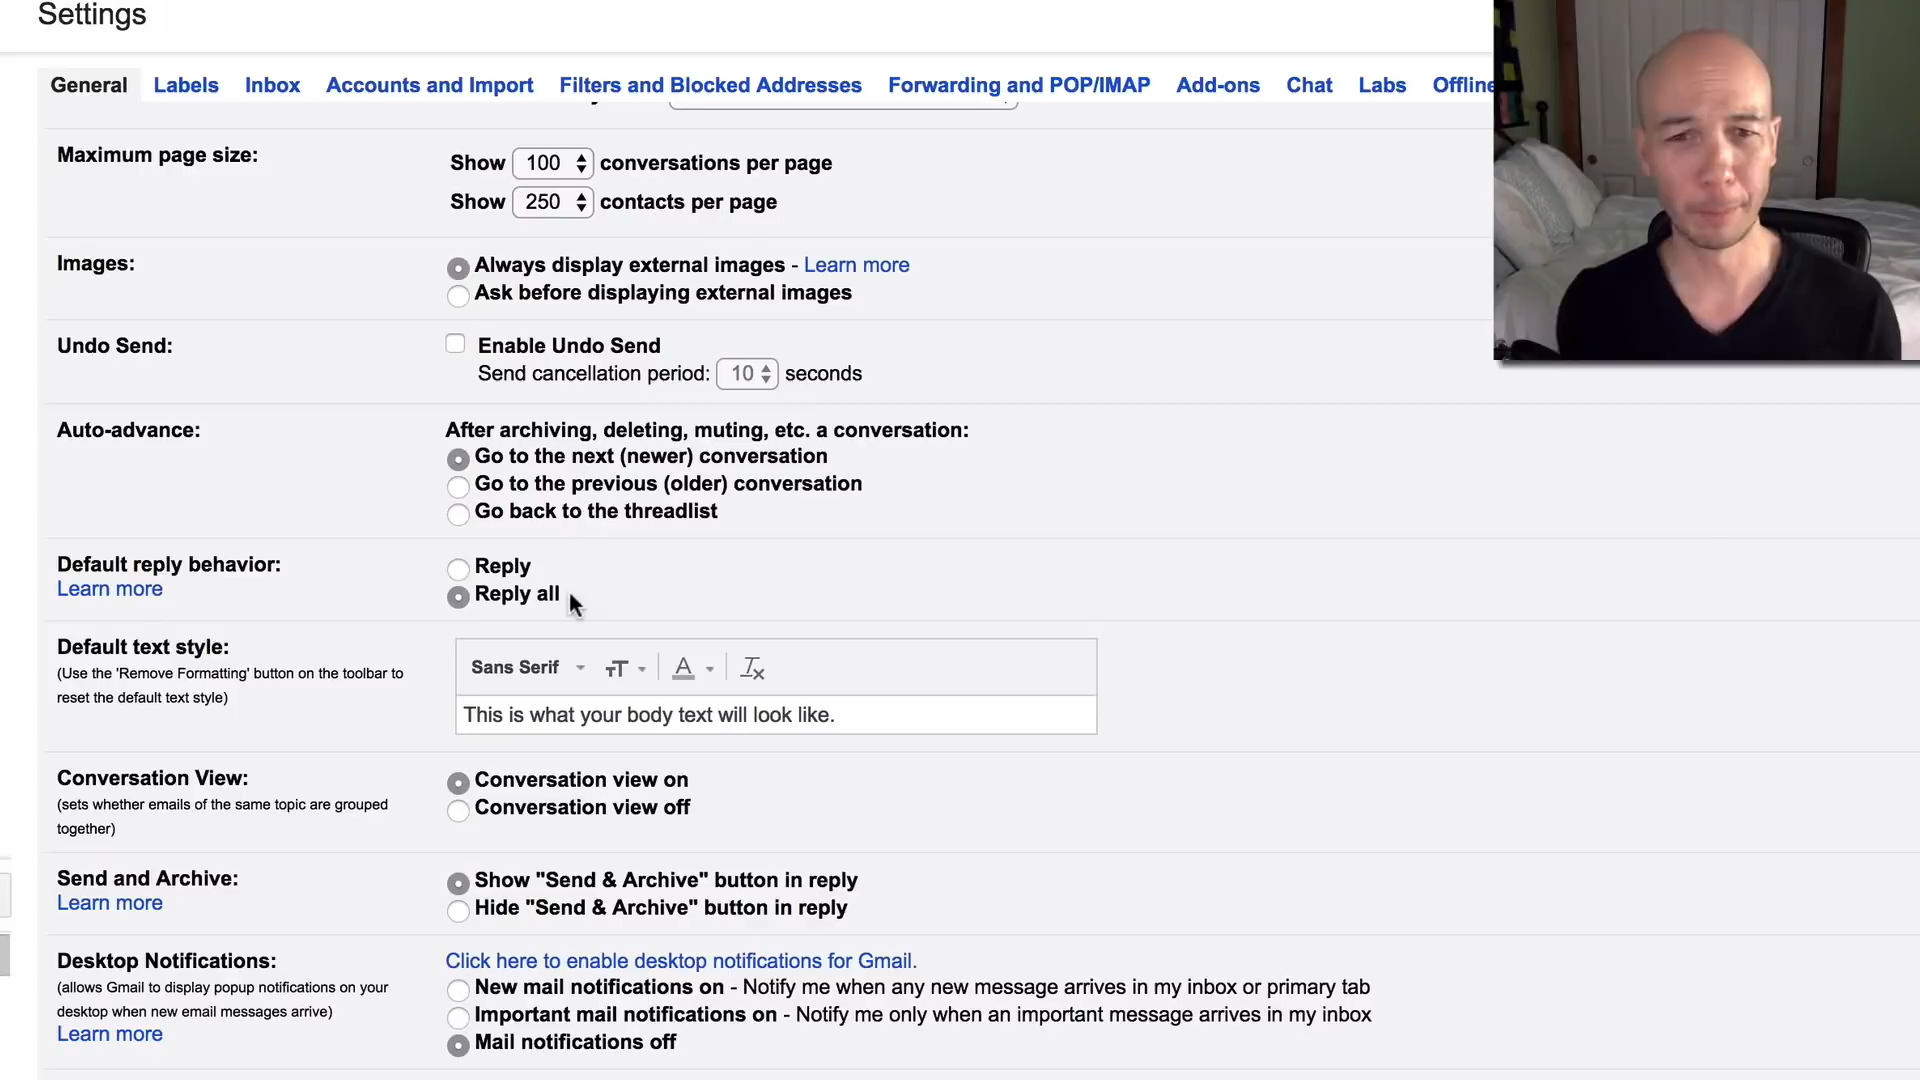 Settings
General Labels Inbox Accounts and Import Filters and Blocked Addresses Forwarding and POP/IMAP Add-ons Chat Labs Offline
Maximum page size:
Show 100 conversations per page
Show 250 contacts per page
Images:
Always display external images - Learn more
Ask before displaying external images
Undo Send:
Enable Undo Send
Send cancellation period: 10 seconds
Auto-advance:
After archiving, deleting, muting, etc. a conversation:
Go to the next (newer) conversation
Go to the previous (older) conversation
Go back to the threadlist
Default reply behavior:
Learn more
Reply
Reply all
Default text style:
(Use the 'Remove Formatting' button on the toolbar to
reset the default text style)
Sans Serif
This is what your body text will look like.
Conversation View:
(sets whether emails of the same topic are grouped
together)
Conversation view on
Conversation view off
Send and Archive:
Learn more
Show "Send & Archive" button in reply
Hide "Send & Archive" button in reply
Desktop Notifications:
(allows Gmail to display popup notifications on your
desktop when new email messages arrive)
Learn more
Click here to enable desktop notifications for Gmail.
New mail notifications on - Notify me when any new message arrives in my inbox or primary tab
Important mail notifications on - Notify me only when an important message arrives in my inbox
Mail notifications off